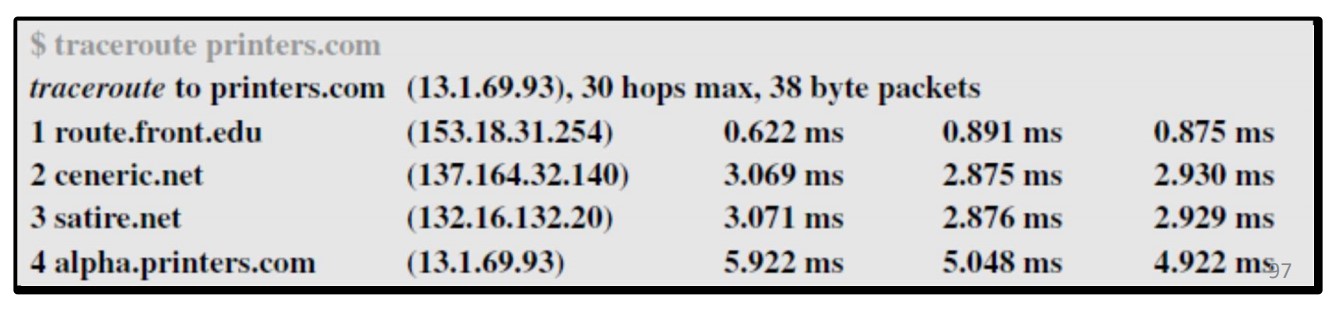 $ traceroute printers.com
traceroute to printers.com (13.1.69.93), 30 hops max, 38 byte packets
1 route.front.edu (153.18.31.254) 0.622 ms 0.891 ms 0.875 ms
2 ceneric.net (137.164.32.140) 3.069 ms 2.875 ms 2.930 ms
3 satire.net (132.16.132.20) 3.071 ms 2.876 ms 2.929 ms
4 alpha.printers.com (13.1.69.93) 5.922 ms 5.048 ms 4.922 ms
97